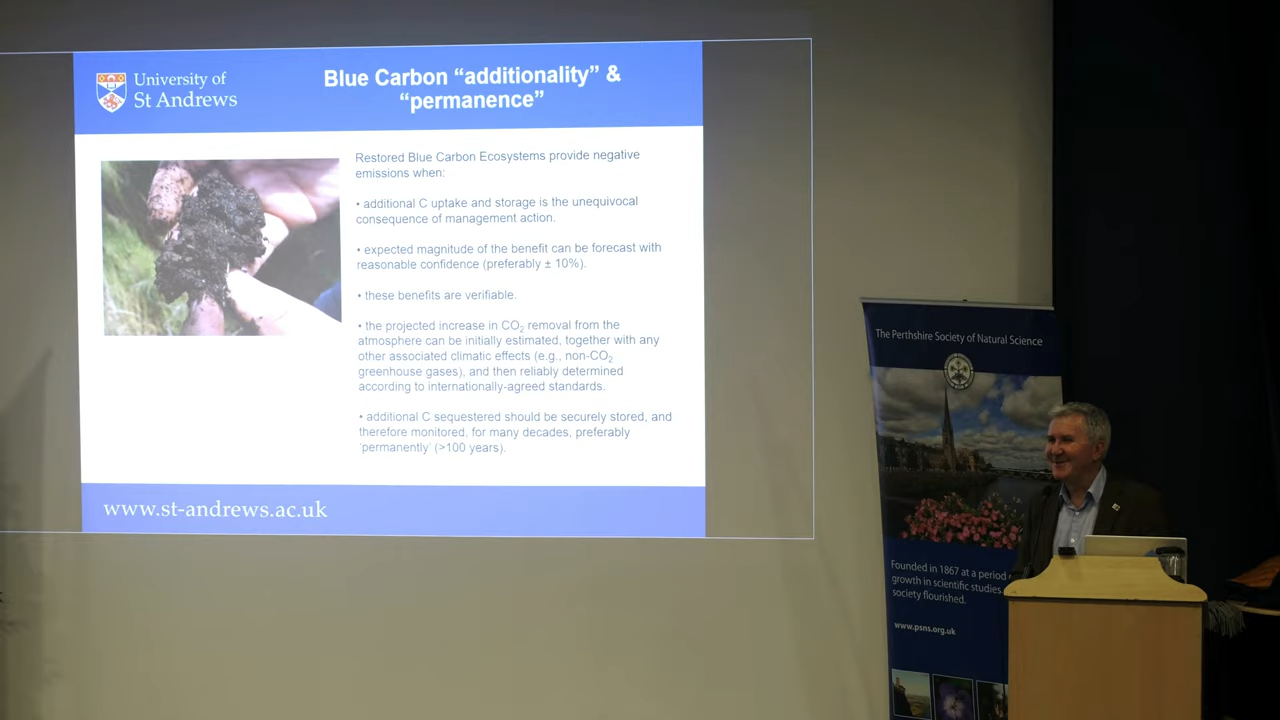 University of
St Andrews
Blue Carbon “additionality” &
“permanence”
Restored Blue Carbon Ecosystems provide negative
emissions when:
• additional C uptake and storage is the unequivocal
consequence of management action.
• expected magnitude of the benefit can be forecast with
reasonable confidence (preferably ± 10%).
• these benefits are verifiable.
• the projected increase in CO₂ removal from the
atmosphere can be initially estimated, together with any
other associated climatic effects (e.g., non-CO₂
greenhouse gases), and then reliably determined
according to internationally-agreed standards.
• additional C sequestered should be securely stored, and
therefore monitored, for many decades, preferably
‘permanently’ (>100 years).
www.st-andrews.ac.uk
The Perthshire Society of Natural Science
Founded in 1867 at a period
growth in scientific studies
society flourished.
www.psns.org.uk